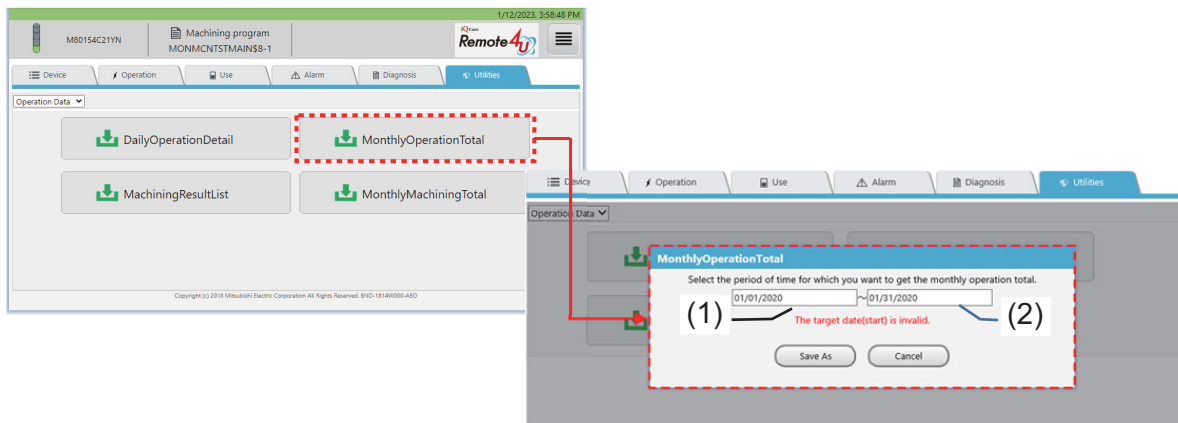 1/12/2023, 3:58:48 PM
M80154C21YN
Machining program
MONMCNTSTMAIN$8-1
iQ Care
Remote 4U
Device
Operation
Use
Alarm
Diagnosis
Utilities
Operation Data
DailyOperationDetail
MonthlyOperationTotal
MachiningResultList
MonthlyMachiningTotal
Copyright (c) 2018 Mitsubishi Electric Corporation All Rights Reserved. BND-1814W000-AB0
Device
Operation
Use
Alarm
Diagnosis
Utilities
Operation Data
MonthlyOperationTotal
Select the period of time for which you want to get the monthly operation total.
01/01/2020 ~ 01/31/2020
(1)
(2)
The target date(start) is invalid.
Save As
Cancel